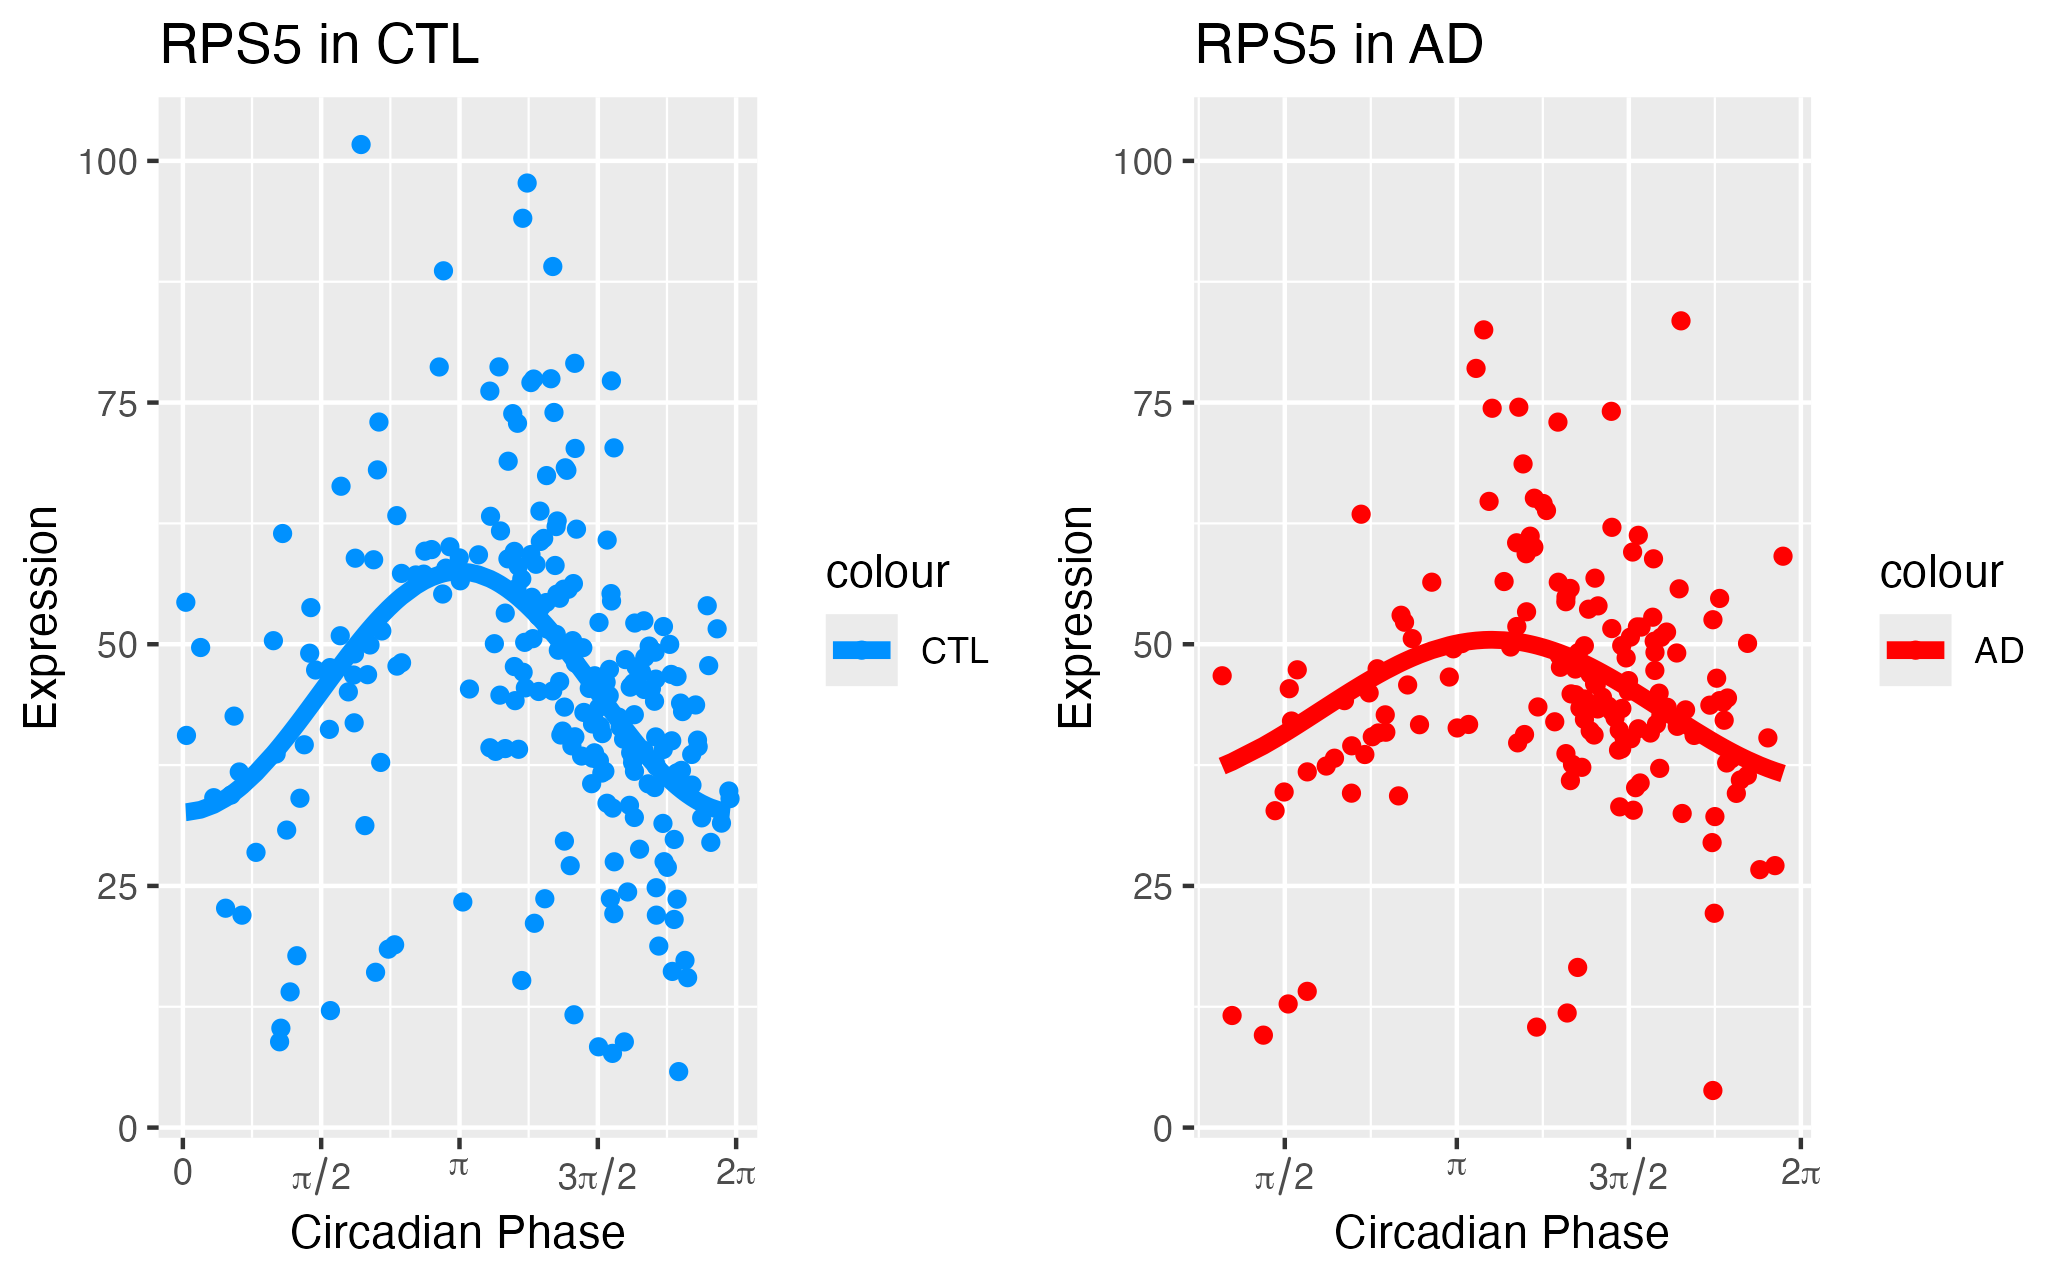 RPS5 in CTL
100
75
50
25
0
Expression
0 π/2 π 3π/2 2π
Circadian Phase
colour
CTL
RPS5 in AD
100
75
50
25
0
Expression
π/2 π 3π/2 2π
Circadian Phase
colour
AD